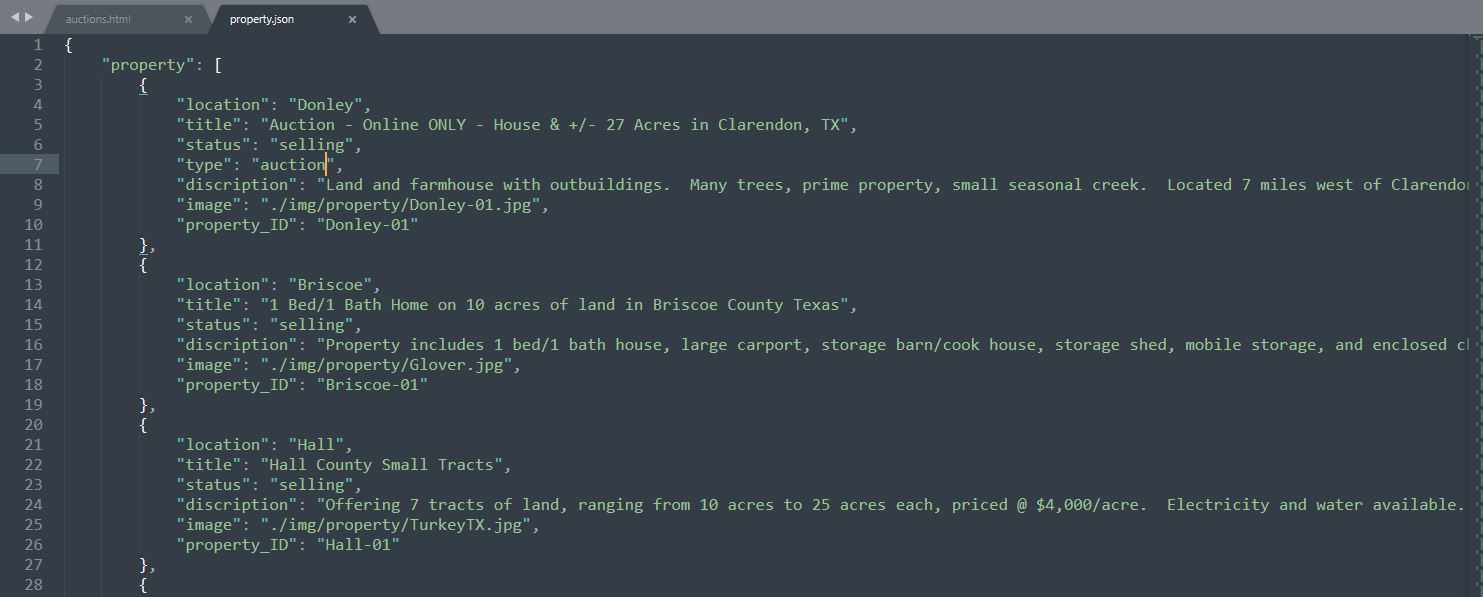 auctions.html × property.json ×
1 {
2 "property": [
3 {
4 "location": "Donley",
5 "title": "Auction - Online ONLY - House & +/- 27 Acres in Clarendon, TX",
6 "status": "selling",
7 "type": "auction",
8 "discription": "Land and farmhouse with outbuildings.  Many trees, prime property, small seasonal creek.  Located 7 miles west of
9 "image": "./img/property/Donley-01.jpg",
10 "property_ID": "Donley-01"
11 },
12 {
13 "location": "Briscoe",
14 "title": "1 Bed/1 Bath Home on 10 acres of land in Briscoe County Texas",
15 "status": "selling",
16 "discription": "Property includes 1 bed/1 bath house, large carport, storage barn/cook house, storage shed, mobile storage, and enclosed
17 "image": "./img/property/Glover.jpg",
18 "property_ID": "Briscoe-01"
19 },
20 {
21 "location": "Hall",
22 "title": "Hall County Small Tracts",
23 "status": "selling",
24 "discription": "Offering 7 tracts of land, ranging from 10 acres to 25 acres each, priced @ $4,000/acre.  Electricity and water available.
25 "image": "./img/property/TurkeyTX.jpg",
26 "property_ID": "Hall-01"
27 },
28 {